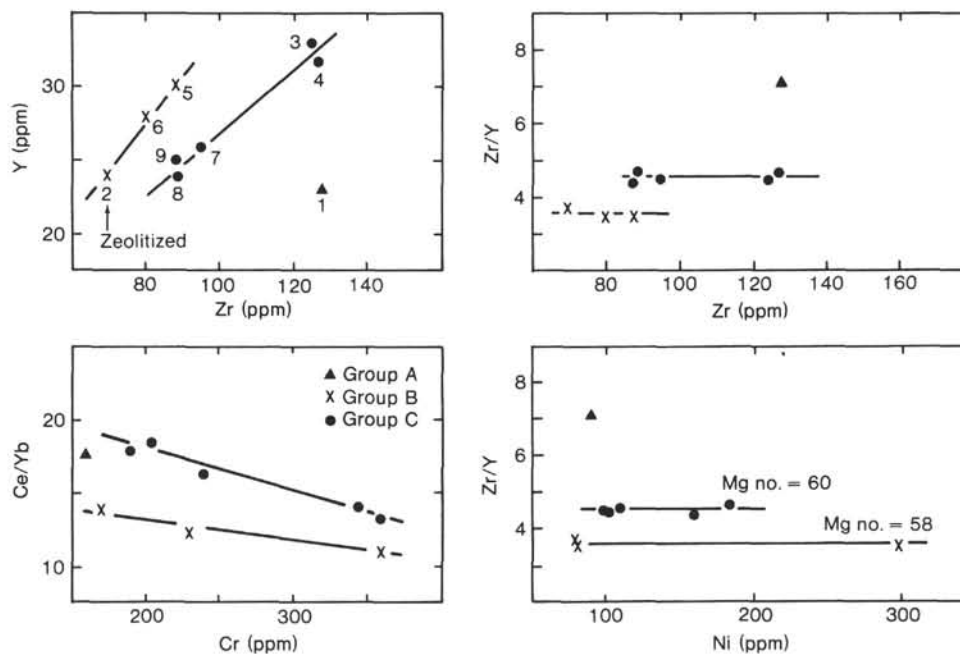 Y (ppm)
30
20
3
4
5
6
9
7
8
2
1
Zeolitized
80 100 120 140
Zr (ppm)
Zr/Y
8
6
4
80 100 120 140 160
Zr (ppm)
Ce/Yb
20
10
▲ Group A
x Group B
● Group C
200 300
Cr (ppm)
Zr/Y
8
6
4
Mg no. = 60
Mg no. = 58
100 200 300
Ni (ppm)